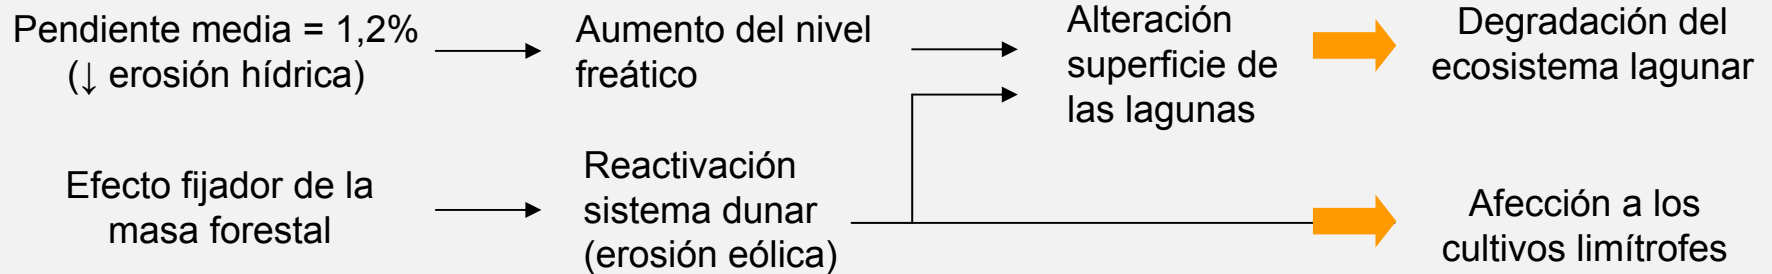 Pendiente media = 1,2%
(↓ erosión hídrica)
Aumento del nivel
freático
Alteración
superficie de
las lagunas
Degradación del
ecosistema lagunar
Efecto fijador de la
masa forestal
Reactivación
sistema dunar
(erosión eólica)
Afección a los
cultivos limítrofes